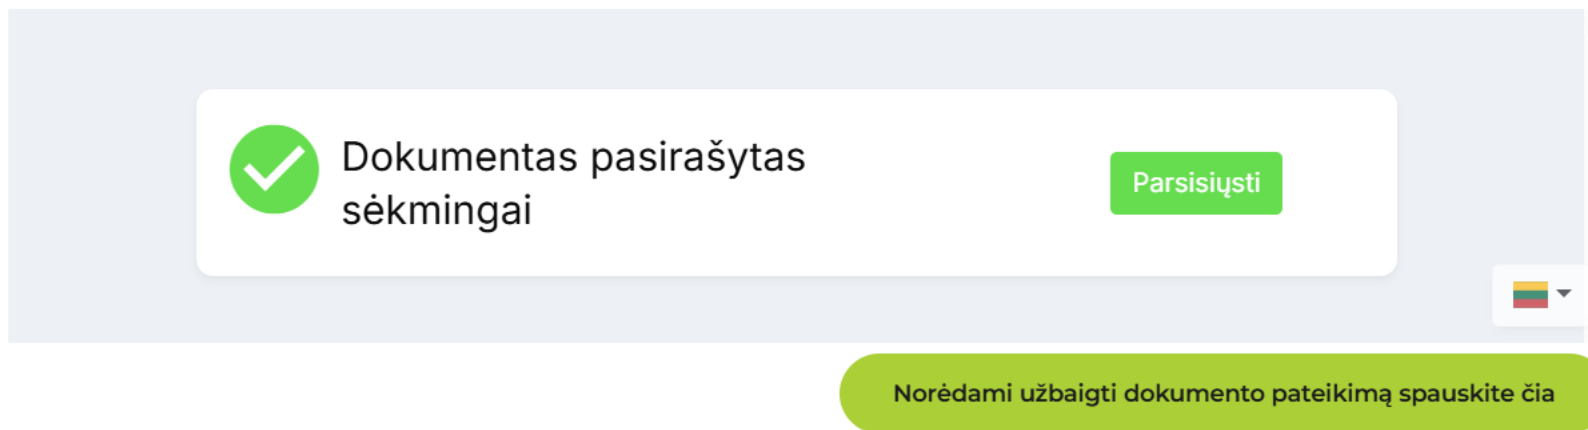 Dokumentas pasirašytas
sėkmingai
Parsisiųsti
Norėdami užbaigti dokumento pateikimą spauskite čia